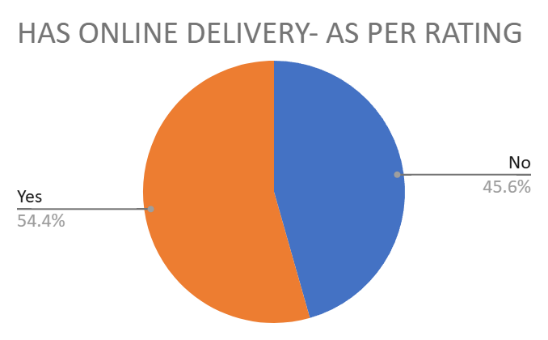 HAS ONLINE DELIVERY- AS PER RATING
No
45.6%
Yes
54.4%